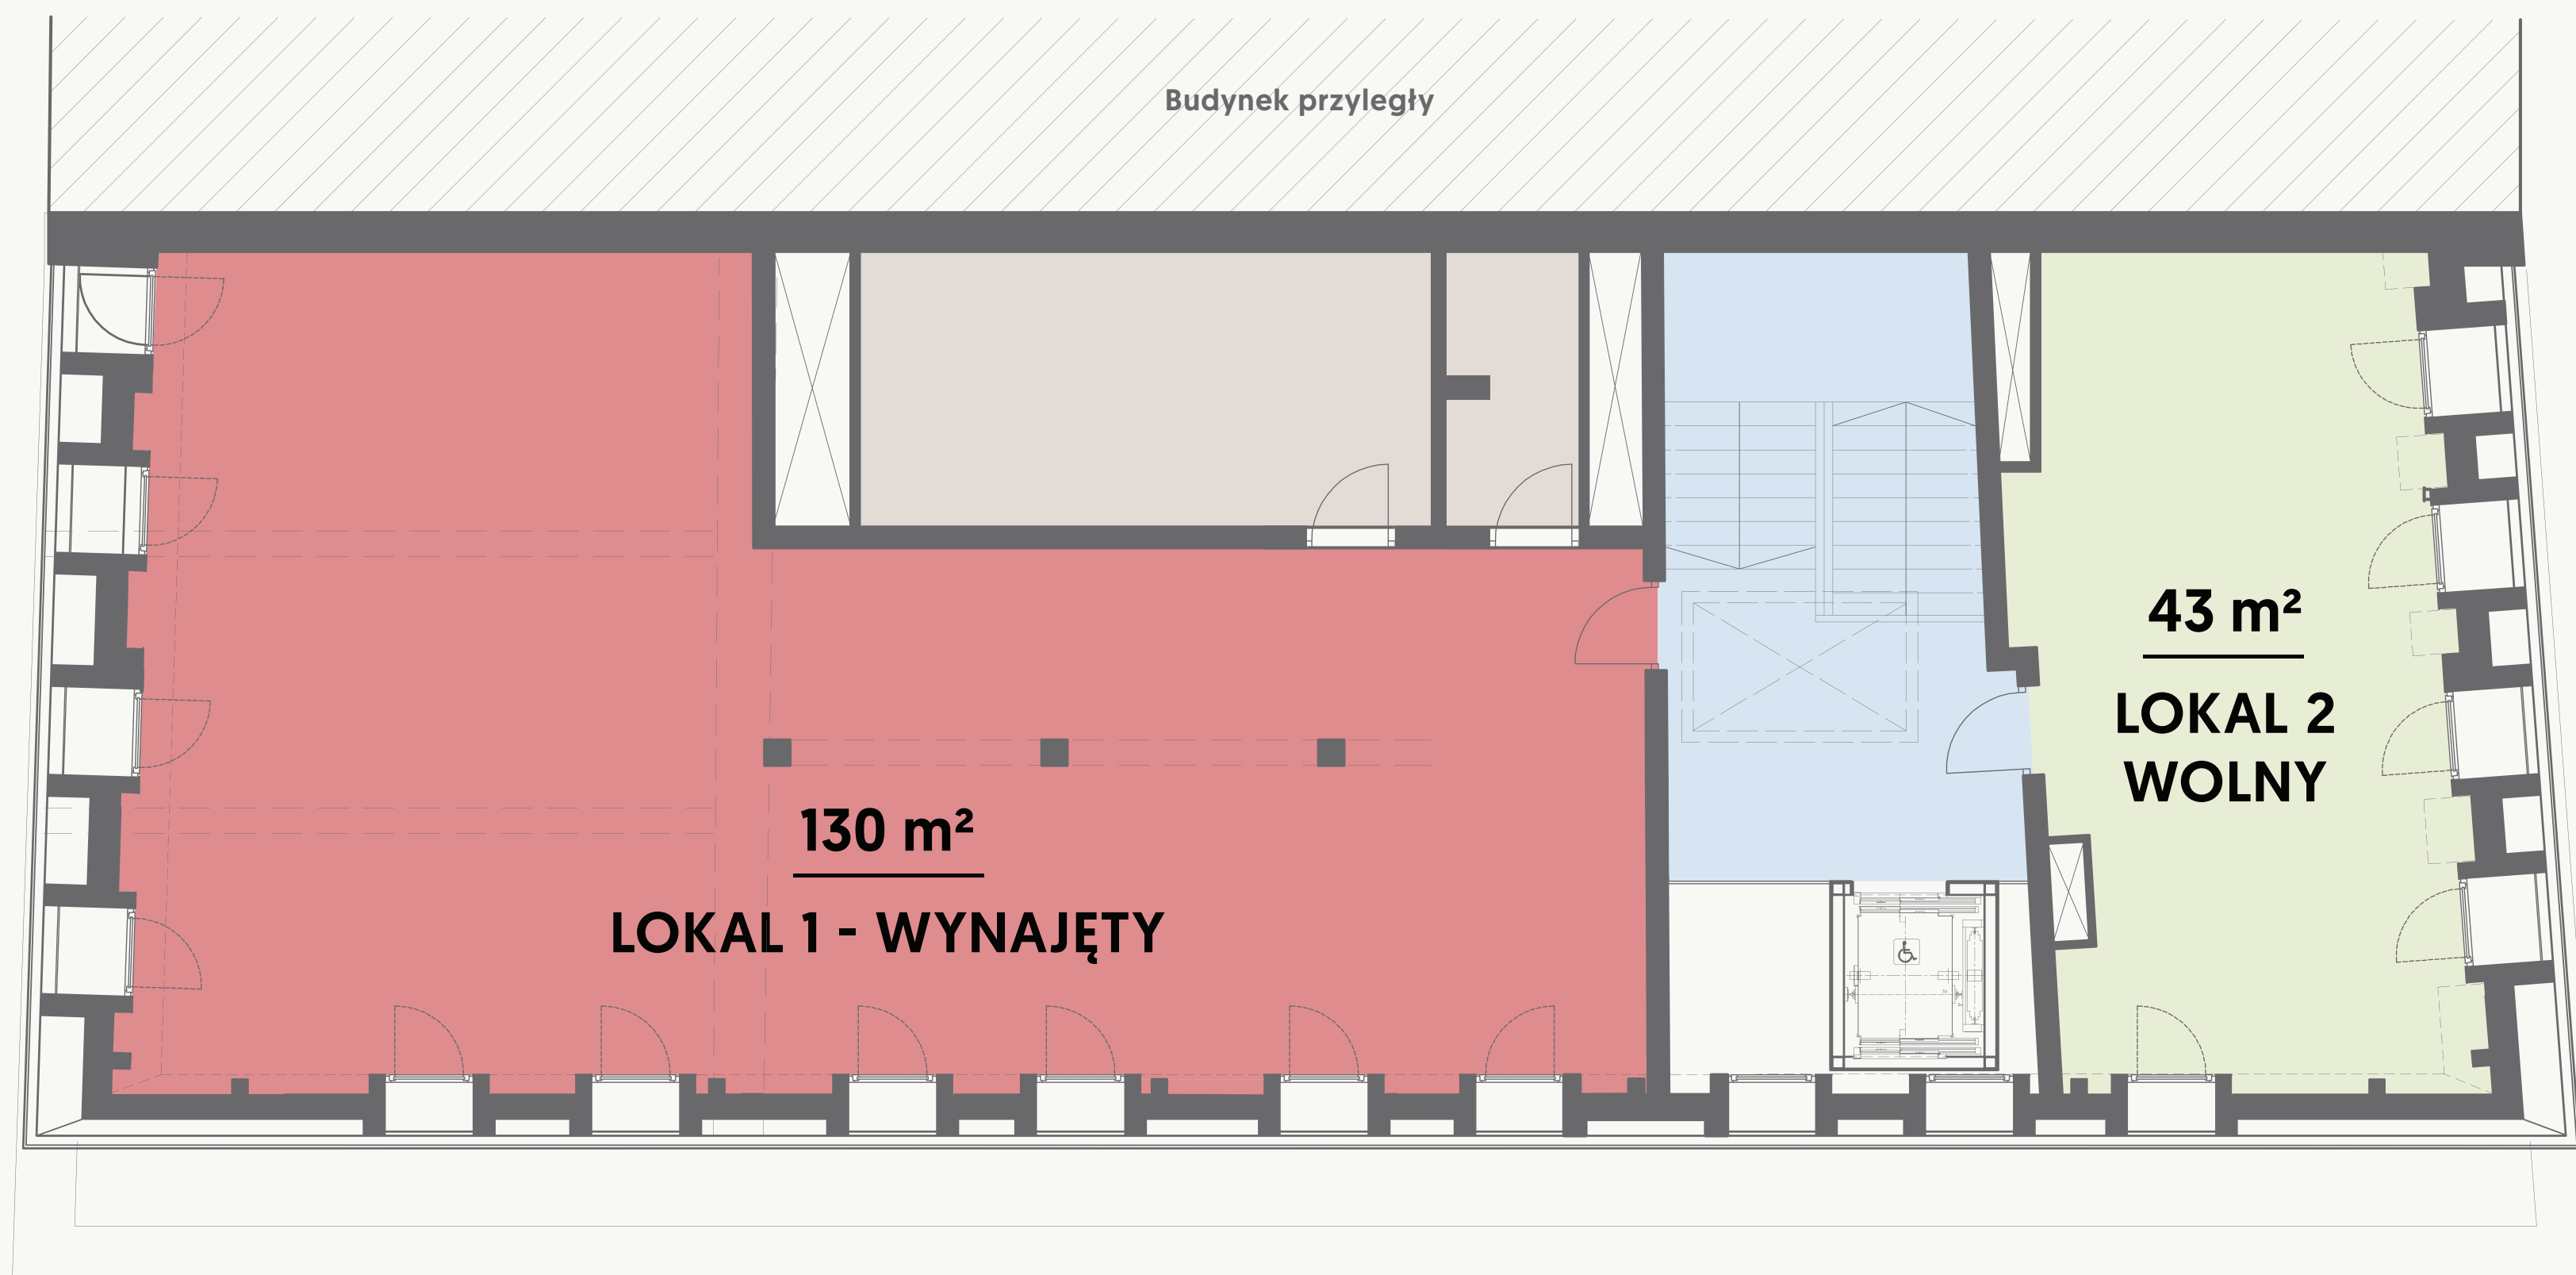 Budynek przyległy
43 m²
LOKAL 2
WOLNY
130 m²
LOKAL 1 - WYNAJĘTY